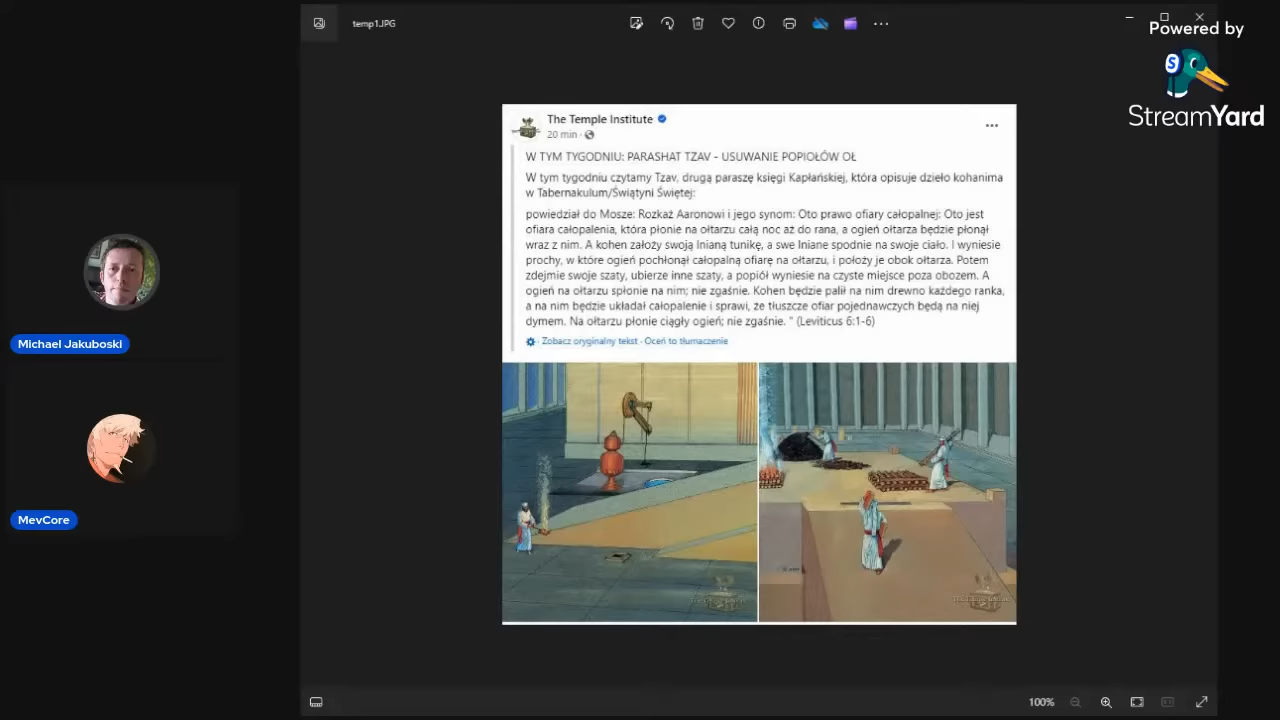 temp1.JPG
Powered by
StreamYard
The Temple Institute
20 min
W TYM TYGODNIU: PARASHAT TZAV - USUWANIE POPIOŁÓW OŁ
W tym tygodniu czytamy Tzav, drugą paraszę księgi Kapłańskiej, która opisuje dzieło kohanima
w Tabernakulum/Świątyni Świętej:
powiedział do Mosze: Rozkaż Aaronowi i jego synom: Oto prawo ofiary całopalnej: Oto jest
ofiara całopalenia, która płonie na ołtarzu całą noc aż do rana, a ogień ołtarza będzie płonął
wraz z nim. A kohen założy swoją lnianą tunikę, a swe lniane spodnie na swoje ciało. I wyniesie
prochy, w które ogień pochłonął całopalną ofiarę na ołtarzu, i położy je obok ołtarza. Potem
zdejmie swoje szaty, ubierze inne szaty, a popiół wyniesie na czyste miejsce poza obozem. A
ogień na ołtarzu spłonie na nim; nie zgaśnie. Kohen będzie palił na nim drewno każdego ranka,
a na nim będzie układał całopalenie i sprawi, że tłuszcze ofiar pojednawczych będą na niej
dymem. Na ołtarzu płonie ciągły ogień; nie zgaśnie. " (Leviticus 6:1-6)
Zobacz oryginalny tekst · Oceń to tłumaczenie
Michael Jakuboski
MevCore
100%